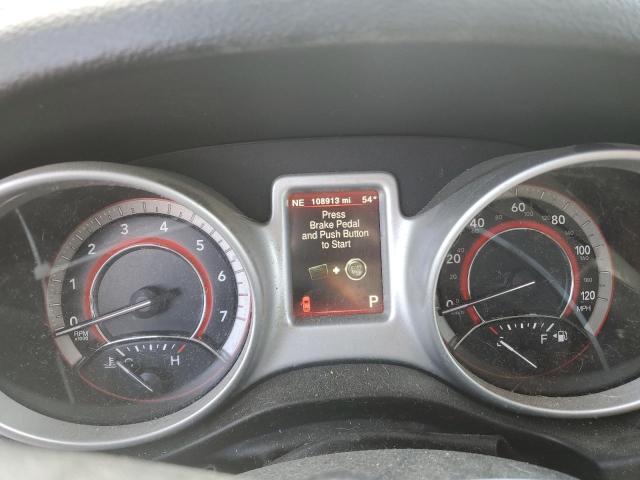 NE 108913 mi 54°
Press
Brake Pedal
and Push Button
to Start
P
0 1 2 3 4 5 6 7
RPM
x1000
C H
0 20 40 60 80 100 120
MPH
F